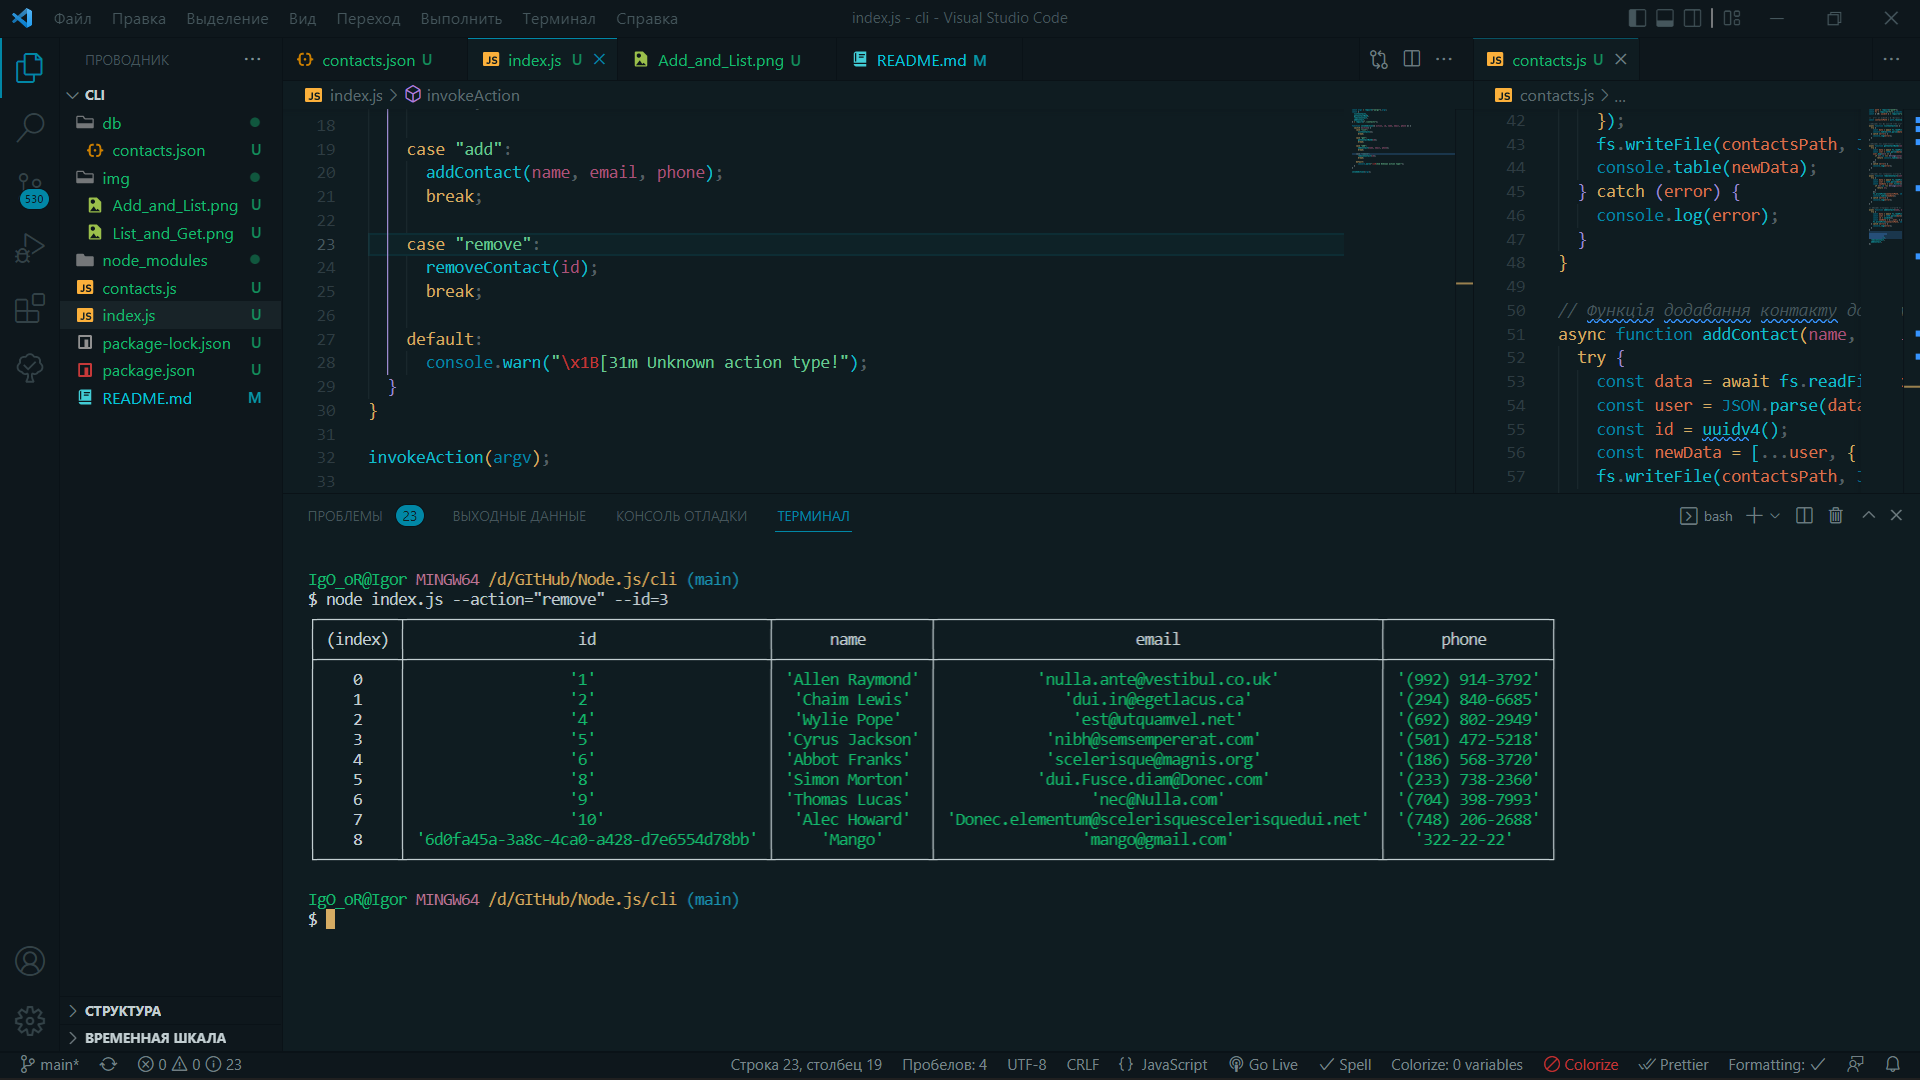 Файл Правка Выделение Вид Переход Выполнить Терминал Справка
index.js - cli - Visual Studio Code
ПРОВОДНИК
CLI
db
contacts.json U
img
Add_and_List.png U
List_and_Get.png U
node_modules
contacts.js U
index.js U
package-lock.json U
package.json U
README.md M
530
СТРУКТУРА
ВРЕМЕННАЯ ШКАЛА
contacts.json U
index.js U
Add_and_List.png U
README.md M
index.js > invokeAction
18
19 case "add":
20 addContact(name, email, phone);
21 break;
22
23 case "remove":
24 removeContact(id);
25 break;
26
27 default:
28 console.warn("\x1B[31m Unknown action type!");
29 }
30 }
31
32 invokeAction(argv);
33
contacts.js U
contacts.js > ...
42 });
43 fs.writeFile(contactsPath,
44 console.table(newData);
45 } catch (error) {
46 console.log(error);
47 }
48 }
49
50 // Функція додавання контакту
51 async function addContact(name,
52 try {
53 const data = await fs.readFi
54 const user = JSON.parse(data
55 const id = uuidv4();
56 const newData = [...user, {
57 fs.writeFile(contactsPath,
ПРОБЛЕМЫ 23 ВЫХОДНЫЕ ДАННЫЕ КОНСОЛЬ ОТЛАДКИ ТЕРМИНАЛ
bash
IgO_oR@Igor MINGW64 /d/GItHub/Node.js/cli (main)
$ node index.js --action="remove" --id=3
(index) id name email phone
0 '1' 'Allen Raymond' 'nulla.ante@vestibul.co.uk' '(992) 914-3792'
1 '2' 'Chaim Lewis' 'dui.in@egetlacus.ca' '(294) 840-6685'
2 '4' 'Wylie Pope' 'est@utquamvel.net' '(692) 802-2949'
3 '5' 'Cyrus Jackson' 'nibh@semsempererat.com' '(501) 472-5218'
4 '6' 'Abbot Franks' 'scelerisque@magnis.org' '(186) 568-3720'
5 '8' 'Simon Morton' 'dui.Fusce.diam@Donec.com' '(233) 738-2360'
6 '9' 'Thomas Lucas' 'nec@Nulla.com' '(704) 398-7993'
7 '10' 'Alec Howard' 'Donec.elementum@scelerisquescelerisquedui.net' '(748) 206-2688'
8 '6d0fa45a-3a8c-4ca0-a428-d7e6554d78bb' 'Mango' 'mango@gmail.com' '322-22-22'
IgO_oR@Igor MINGW64 /d/GItHub/Node.js/cli (main)
$
main* 0 0 23 Строка 23, столбец 19 Пробелов: 4 UTF-8 CRLF {} JavaScript Go Live Spell Colorize: 0 variables Colorize Prettier Formatting: